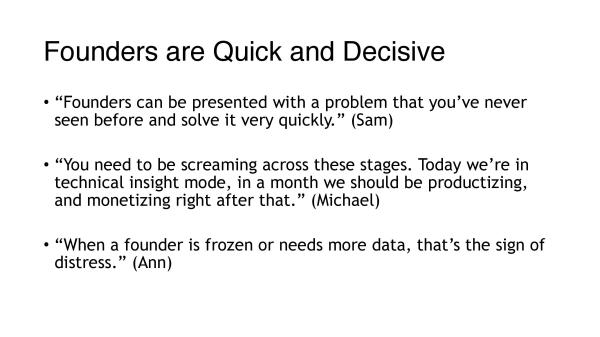 Founders are Quick and Decisive
• “Founders can be presented with a problem that you’ve never
seen before and solve it very quickly.” (Sam)
• “You need to be screaming across these stages. Today we’re in
technical insight mode, in a month we should be productizing,
and monetizing right after that.” (Michael)
• “When a founder is frozen or needs more data, that’s the sign of
distress.” (Ann)